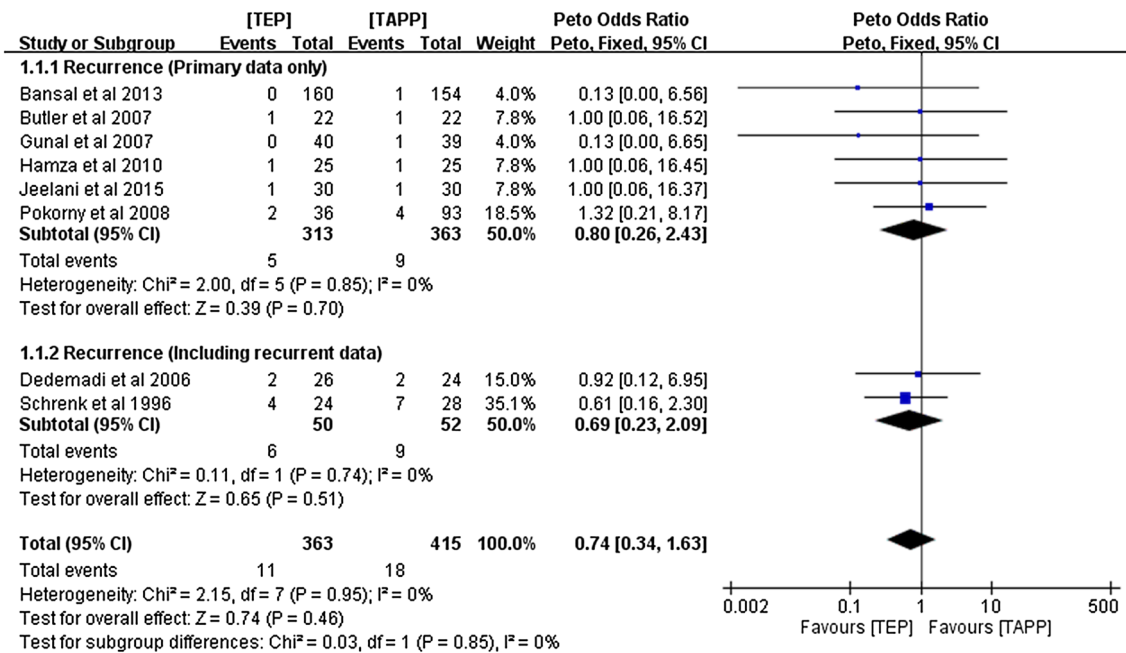 [TEP] [TAPP] Peto Odds Ratio Peto Odds Ratio
Study or Subgroup Events Total Events Total Weight Peto, Fixed, 95% CI Peto, Fixed, 95% CI
1.1.1 Recurrence (Primary data only)
Bansal et al 2013 0 160 1 154 4.0% 0.13 [0.00, 6.56]
Butler et al 2007 1 22 1 22 7.8% 1.00 [0.06, 16.52]
Gunal et al 2007 0 40 1 39 4.0% 0.13 [0.00, 6.65]
Hamza et al 2010 1 25 1 25 7.8% 1.00 [0.06, 16.45]
Jeelani et al 2015 1 30 1 30 7.8% 1.00 [0.06, 16.37]
Pokorny et al 2008 2 36 4 93 18.5% 1.32 [0.21, 8.17]
Subtotal (95% CI) 313 363 50.0% 0.80 [0.26, 2.43]
Total events 5 9
Heterogeneity: Chi² = 2.00, df = 5 (P = 0.85); I² = 0%
Test for overall effect: Z = 0.39 (P = 0.70)
1.1.2 Recurrence (Including recurrent data)
Dedemadi et al 2006 2 26 2 24 15.0% 0.92 [0.12, 6.95]
Schrenk et al 1996 4 24 7 28 35.1% 0.61 [0.16, 2.30]
Subtotal (95% CI) 50 52 50.0% 0.69 [0.23, 2.09]
Total events 6 9
Heterogeneity: Chi² = 0.11, df = 1 (P = 0.74); I² = 0%
Test for overall effect: Z = 0.65 (P = 0.51)
Total (95% CI) 363 415 100.0% 0.74 [0.34, 1.63]
Total events 11 18
Heterogeneity: Chi² = 2.15, df = 7 (P = 0.95); I² = 0%
Test for overall effect: Z = 0.74 (P = 0.46)
Test for subgroup differences: Chi² = 0.03, df = 1 (P = 0.85), I² = 0%
0.002 0.1 1 10 500
Favours [TEP] Favours [TAPP]